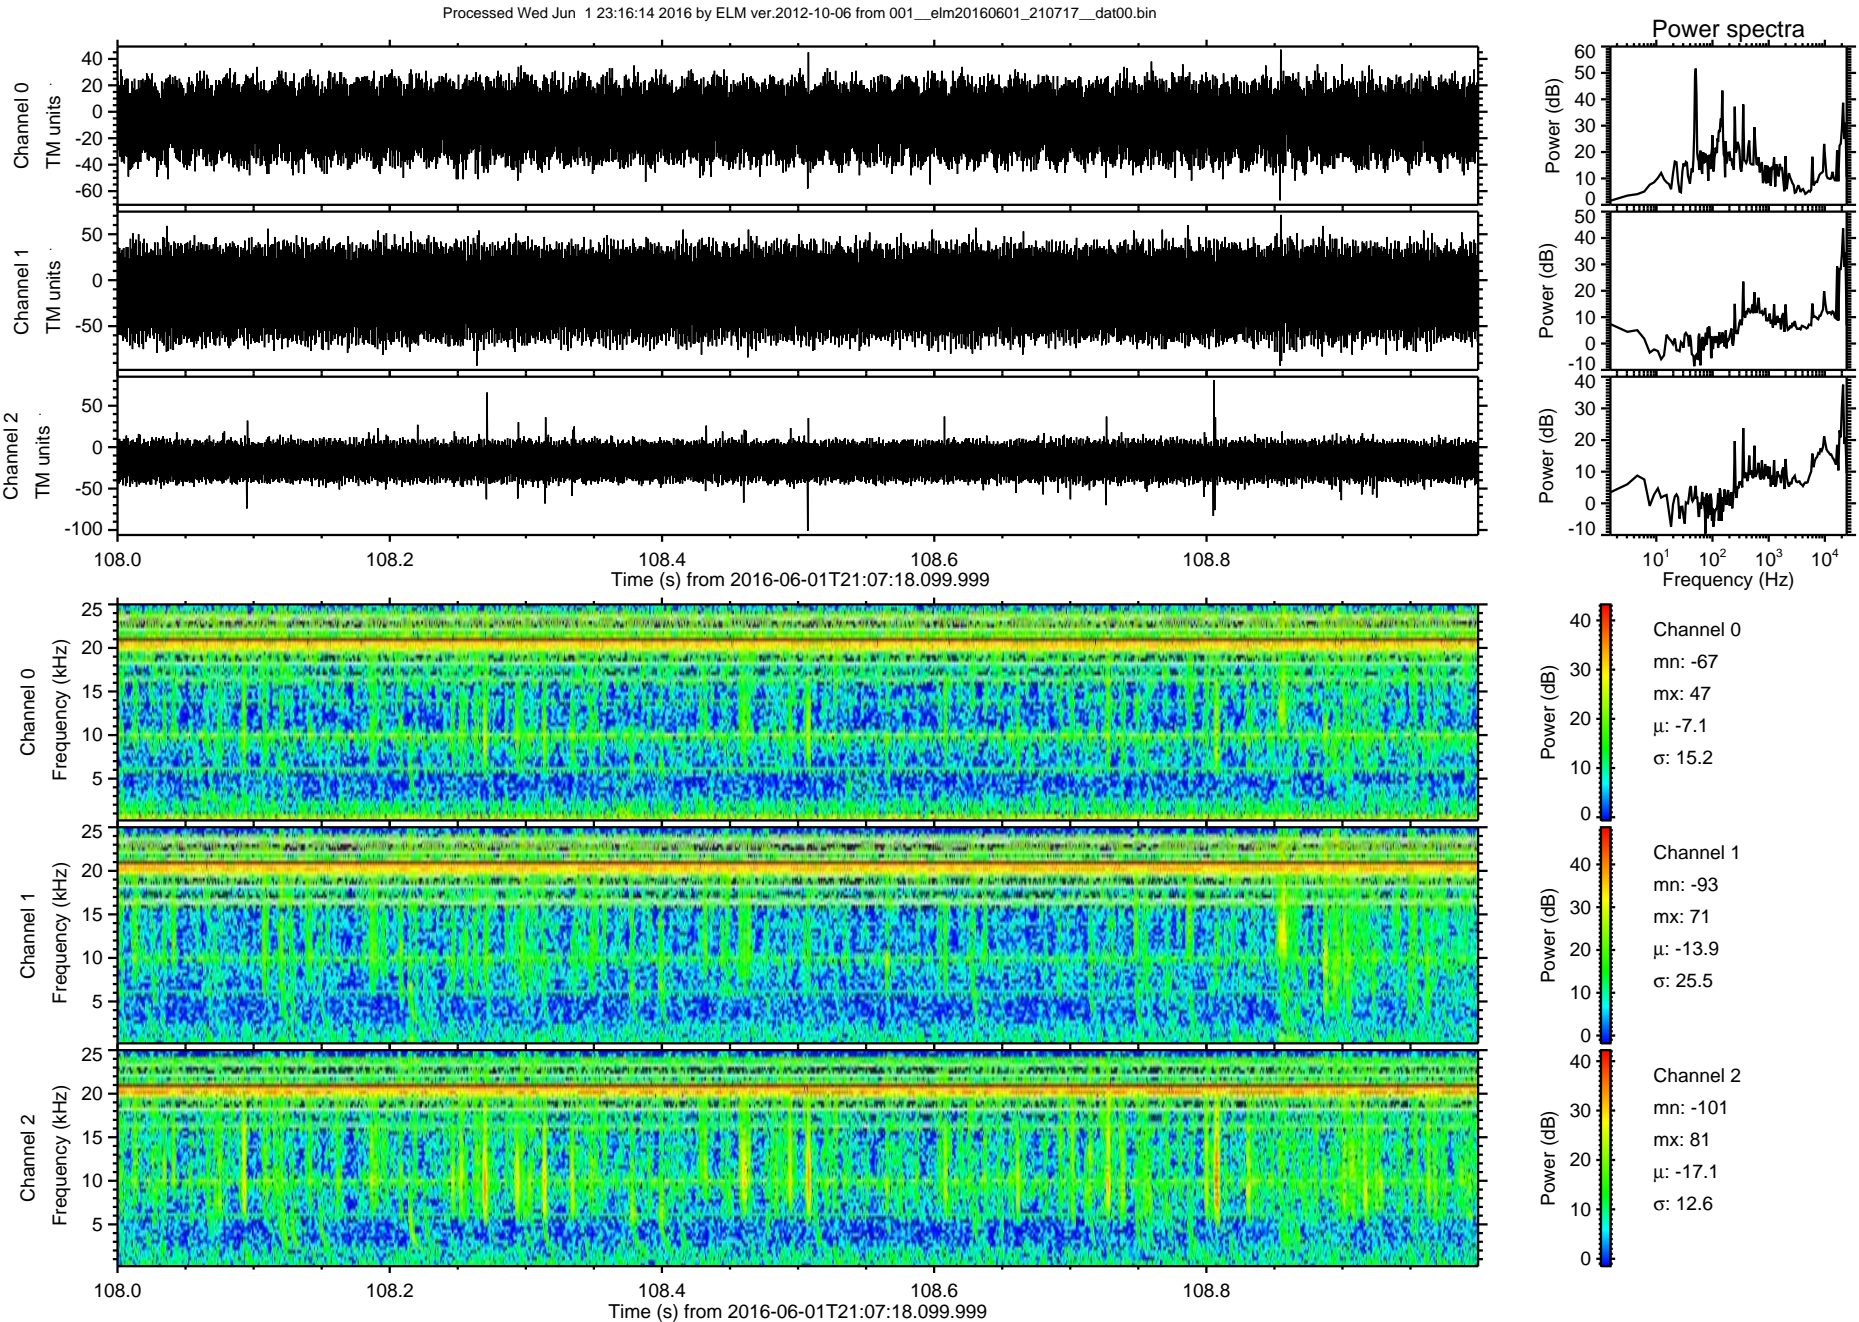 Processed Wed Jun  1 23:16:14 2016 by ELM ver.2012-10-06 from 001__elm20160601_210717__dat00.bin
Power spectra
Channel 0
TM units
40
20
0
-20
-40
-60
Power (dB)
60
50
40
30
20
10
0
Channel 1
TM units
50
0
-50
Power (dB)
50
40
30
20
10
0
-10
Channel 2
TM units
50
0
-50
-100
Power (dB)
40
30
20
10
0
-10
108.0 108.2 108.4 108.6 108.8
Time (s) from 2016-06-01T21:07:18.099.999
10^1 10^2 10^3 10^4
Frequency (Hz)
Channel 0
Frequency (kHz)
25
20
15
10
5
Power (dB)
40
30
20
10
0
Channel 0
mn: -67
mx: 47
μ: -7.1
σ: 15.2
Channel 1
Frequency (kHz)
25
20
15
10
5
Power (dB)
40
30
20
10
0
Channel 1
mn: -93
mx: 71
μ: -13.9
σ: 25.5
Channel 2
Frequency (kHz)
25
20
15
10
5
Power (dB)
40
30
20
10
0
Channel 2
mn: -101
mx: 81
μ: -17.1
σ: 12.6
108.0 108.2 108.4 108.6 108.8
Time (s) from 2016-06-01T21:07:18.099.999